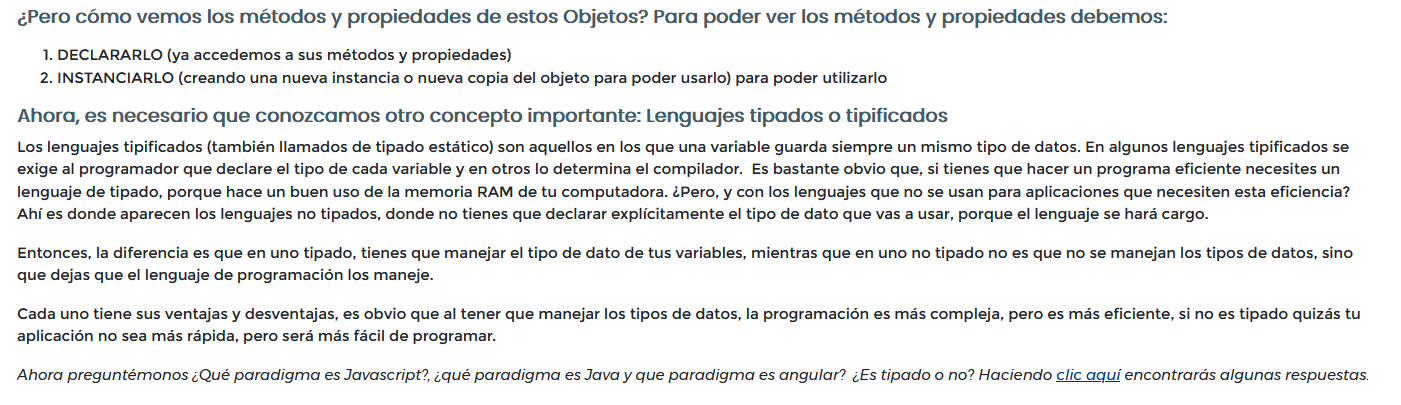 ¿Pero cómo vemos los métodos y propiedades de estos Objetos? Para poder ver los métodos y propiedades debemos:
1. DECLARARLO (ya accedemos a sus métodos y propiedades)
2. INSTANCIARLO (creando una nueva instancia o nueva copia del objeto para poder usarlo) para poder utilizarlo
Ahora, es necesario que conozcamos otro concepto importante: Lenguajes tipados o tipificados
Los lenguajes tipificados (también llamados de tipado estático) son aquellos en los que una variable guarda siempre un mismo tipo de datos. En algunos lenguajes tipificados se
exige al programador que declare el tipo de cada variable y en otros lo determina el compilador.  Es bastante obvio que, si tienes que hacer un programa eficiente necesites un
lenguaje de tipado, porque hace un buen uso de la memoria RAM de tu computadora. ¿Pero, y con los lenguajes que no se usan para aplicaciones que necesiten esta eficiencia?
Ahí es donde aparecen los lenguajes no tipados, donde no tienes que declarar explícitamente el tipo de dato que vas a usar, porque el lenguaje se hará cargo.
Entonces, la diferencia es que en uno tipado, tienes que manejar el tipo de dato de tus variables, mientras que en uno no tipado no es que no se manejan los tipos de datos, sino
que dejas que el lenguaje de programación los maneje.
Cada uno tiene sus ventajas y desventajas, es obvio que al tener que manejar los tipos de datos, la programación es más compleja, pero es más eficiente, si no es tipado quizás tu
aplicación no sea más rápida, pero será más fácil de programar.
Ahora preguntémonos ¿Qué paradigma es Javascript?, ¿qué paradigma es Java y que paradigma es angular?  ¿Es tipado o no? Haciendo clic aquí encontrarás algunas respuestas.